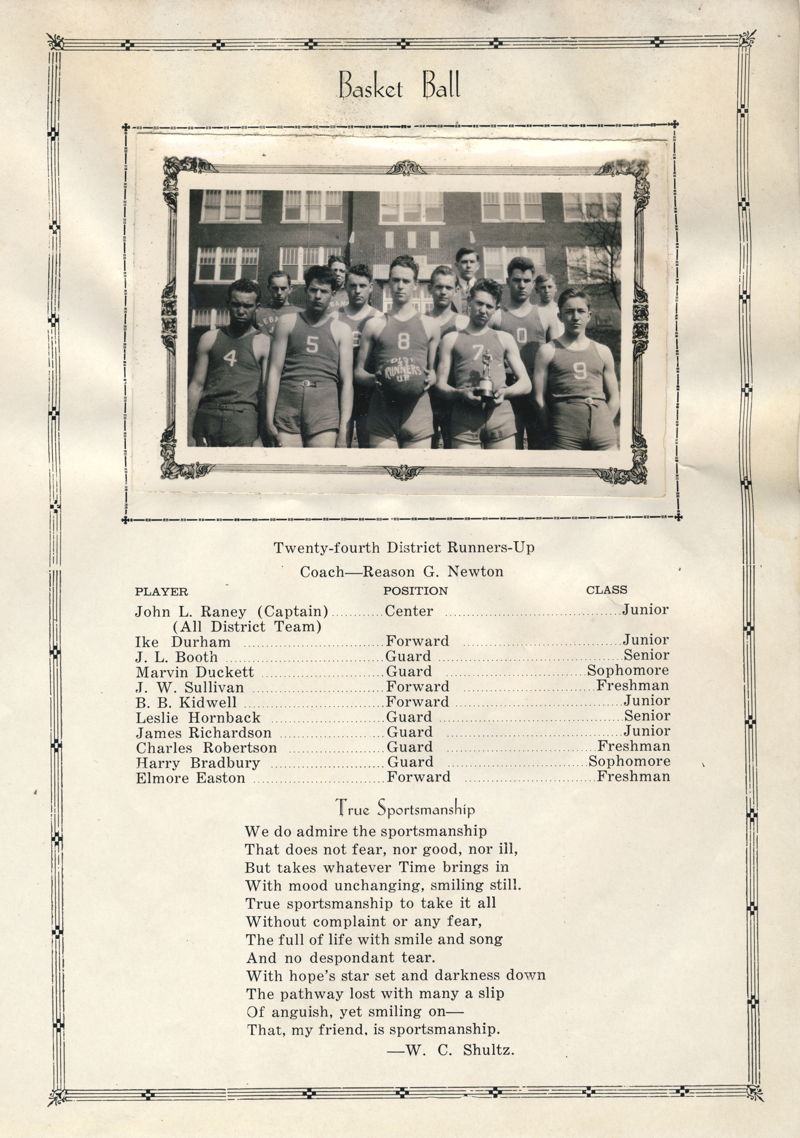 Basket Ball
4
5
8
7
0
9
DIST
RUNNERS
UP
Twenty-fourth District Runners-Up
Coach—Reason G. Newton
PLAYER POSITION CLASS
John L. Raney (Captain) Center Junior
(All District Team)
Ike Durham Forward Junior
J. L. Booth Guard Senior
Marvin Duckett Guard Sophomore
J. W. Sullivan Forward Freshman
B. B. Kidwell Forward Junior
Leslie Hornback Guard Senior
James Richardson Guard Junior
Charles Robertson Guard Freshman
Harry Bradbury Guard Sophomore
Elmore Easton Forward Freshman
True Sportsmanship
We do admire the sportsmanship
That does not fear, nor good, nor ill,
But takes whatever Time brings in
With mood unchanging, smiling still.
True sportsmanship to take it all
Without complaint or any fear,
The full of life with smile and song
And no despondant tear.
With hope's star set and darkness down
The pathway lost with many a slip
Of anguish, yet smiling on—
That, my friend, is sportsmanship.
—W. C. Shultz.